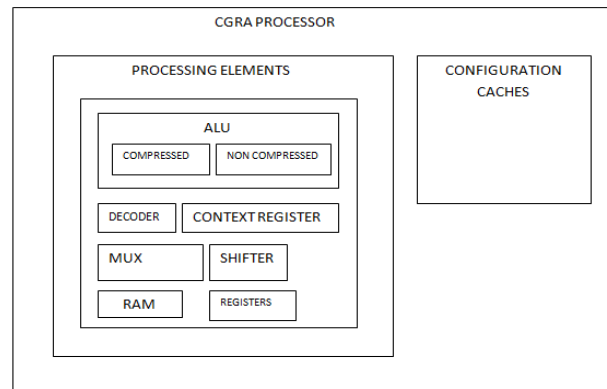 CGRA PROCESSOR
PROCESSING ELEMENTS
ALU
COMPRESSED
NON COMPRESSED
DECODER
CONTEXT REGISTER
MUX
SHIFTER
RAM
REGISTERS
CONFIGURATION
CACHES